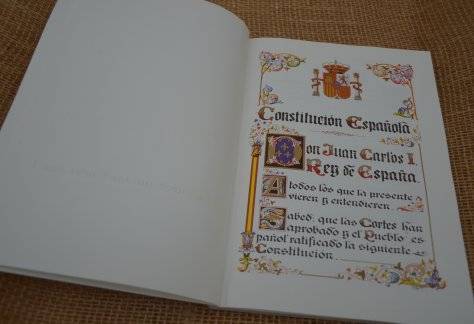 Constitución Española
Don Juan Carlos I
Rey de España
A todos los que la presente
vieren y entendieren
Sabed: que las Cortes han
aprobado y el Pueblo es
pañol ratificado la siguiente
Constitución